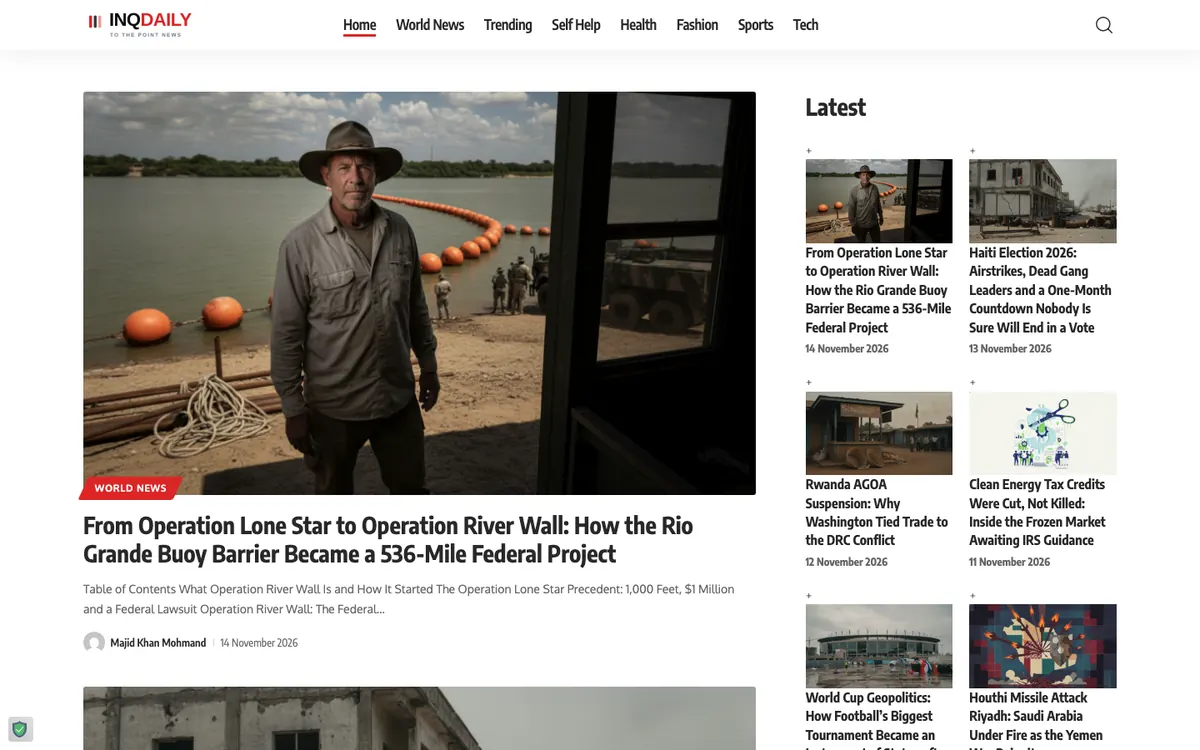 INQDAILY
TO THE POINT NEWS
Home
World News
Trending
Self Help
Health
Fashion
Sports
Tech
WORLD NEWS
From Operation Lone Star to Operation River Wall: How the Rio
Grande Buoy Barrier Became a 536-Mile Federal Project
Table of Contents What Operation River Wall Is and How It Started The Operation Lone Star Precedent: 1,000 Feet, $1 Million
and a Federal Lawsuit Operation River Wall: The Federal…
Majid Khan Mohmand
14 November 2026
Latest
+
From Operation Lone Star
to Operation River Wall:
How the Rio Grande Buoy
Barrier Became a 536-Mile
Federal Project
14 November 2026
+
Haiti Election 2026:
Airstrikes, Dead Gang
Leaders and a One-Month
Countdown Nobody Is
Sure Will End in a Vote
13 November 2026
+
Rwanda AGOA
Suspension: Why
Washington Tied Trade to
the DRC Conflict
12 November 2026
+
Clean Energy Tax Credits
Were Cut, Not Killed:
Inside the Frozen Market
Awaiting IRS Guidance
11 November 2026
+
World Cup Geopolitics:
How Football's Biggest
Tournament Became an
+
Houthi Missile Attack
Riyadh: Saudi Arabia
Under Fire as the Yemen